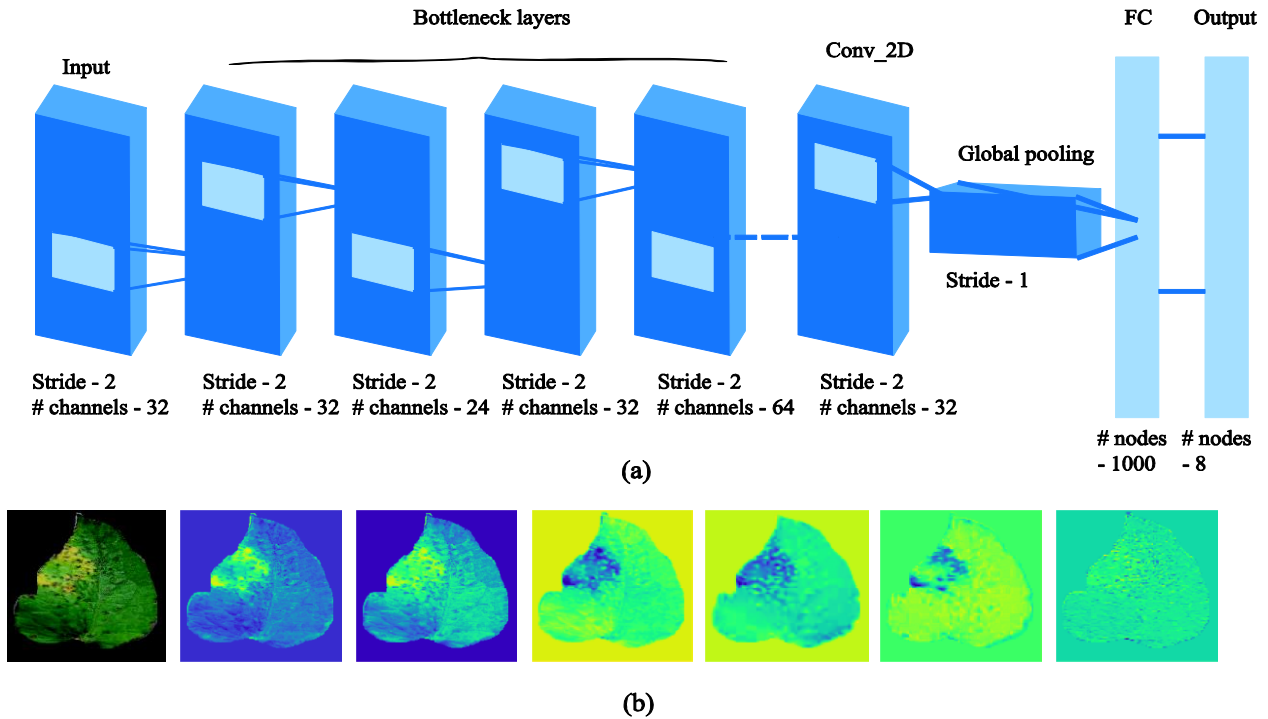 Bottleneck layers
FC
Output
Input
Conv_2D
Global pooling
Stride - 1
Stride - 2
# channels - 32
Stride - 2
# channels - 32
Stride - 2
# channels - 24
Stride - 2
# channels - 32
Stride - 2
# channels - 64
Stride - 2
# channels - 32
# nodes
- 1000
# nodes
- 8
(a)
(b)